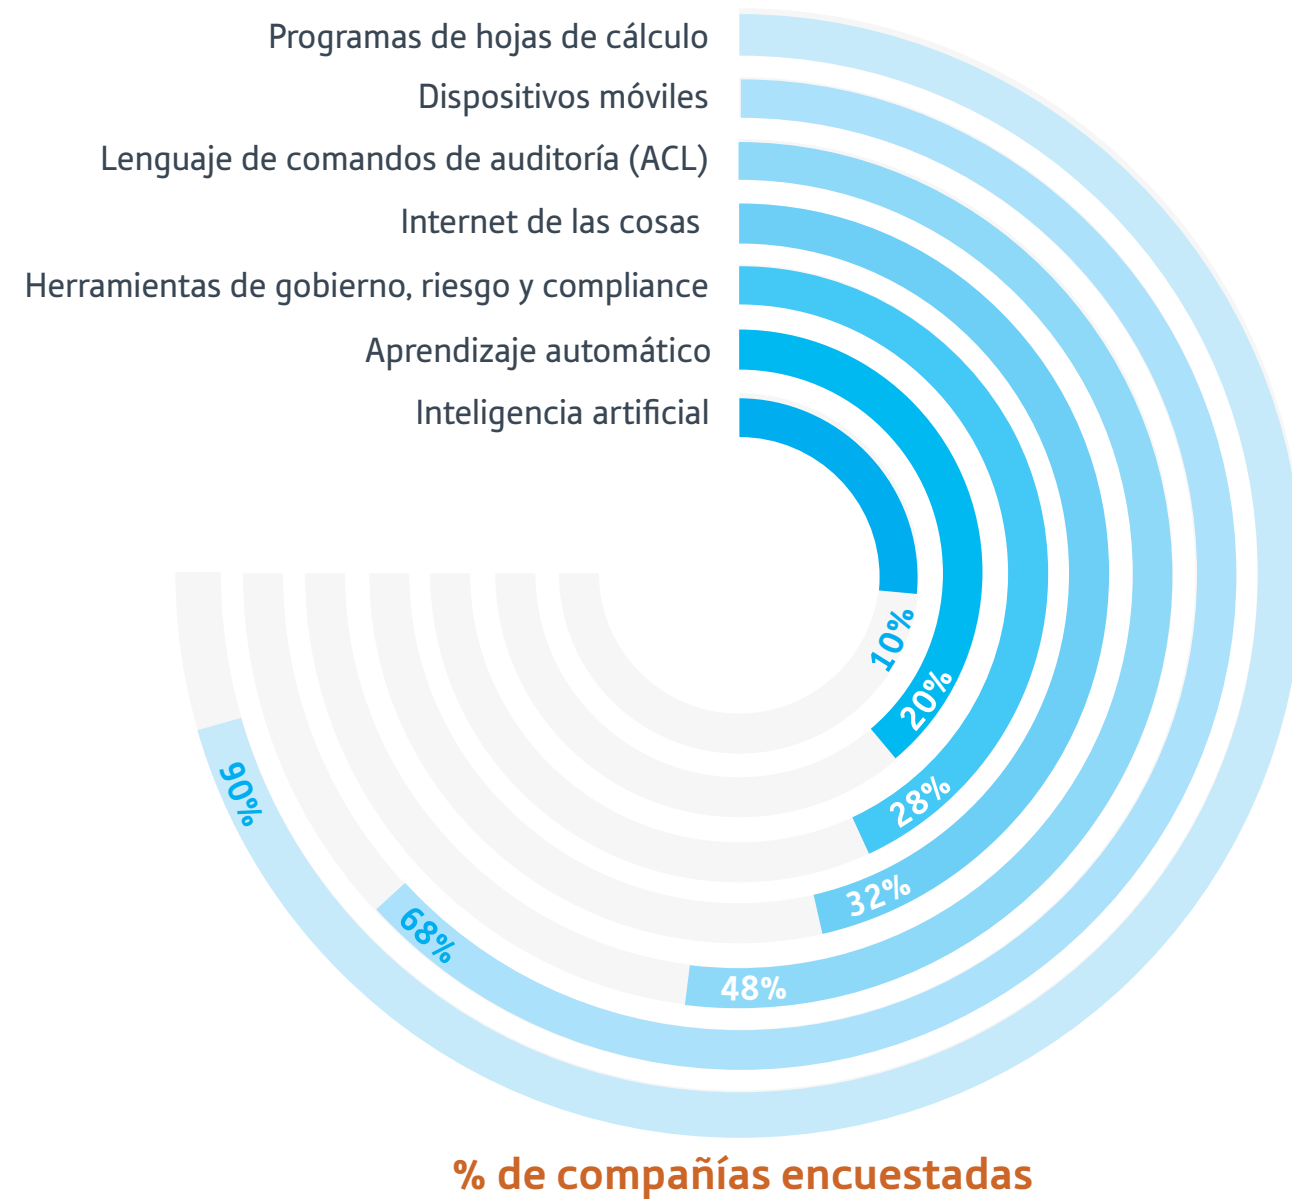 Programas de hojas de cálculo
Dispositivos móviles
Lenguaje de comandos de auditoría (ACL)
Internet de las cosas
Herramientas de gobierno, riesgo y compliance
Aprendizaje automático
Inteligencia artificial
10%
20%
28%
32%
48%
68%
90%
% de compañías encuestadas